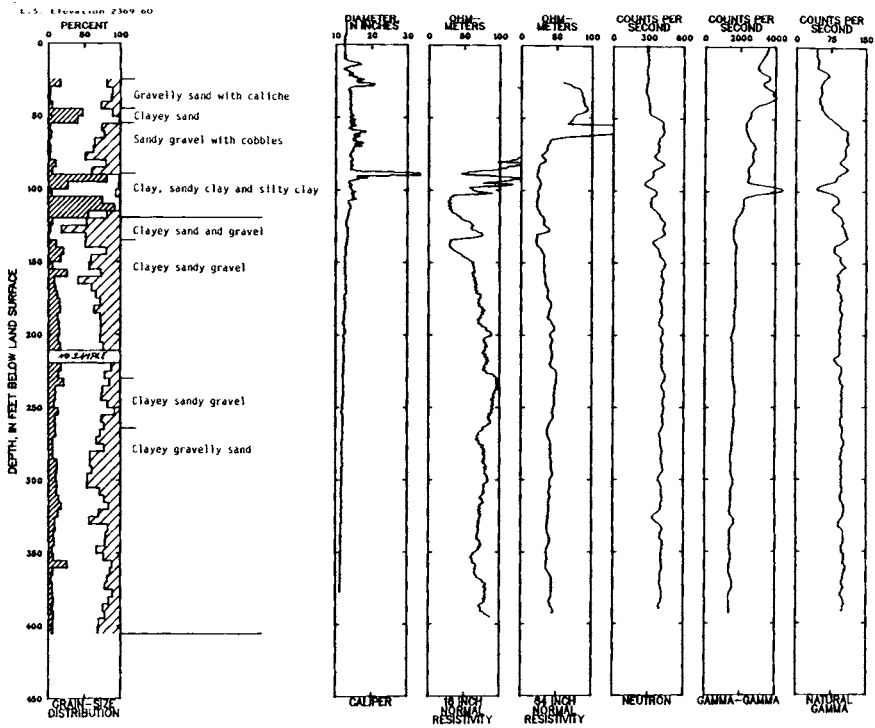 L.S. Elevation 2369.60
PERCENT
0 50 100
DIAMETER IN INCHES
10 20 30
OHM-METERS
0 50 100
OHM-METERS
0 50 100
COUNTS PER SECOND
0 300 600
COUNTS PER SECOND
0 2000 4000
COUNTS PER SECOND
0 75 150
DEPTH, IN FEET BELOW LAND SURFACE
0
50
100
150
200
250
300
350
400
450
Gravelly sand with caliche
Clayey sand
Sandy gravel with cobbles
Clay, sandy clay and silty clay
Clayey sand and gravel
Clayey sandy gravel
NO SAMPLE
Clayey sandy gravel
Clayey gravelly sand
GRAIN-SIZE DISTRIBUTION
CALIPER
16 INCH NORMAL RESISTIVITY
64 INCH NORMAL RESISTIVITY
NEUTRON
GAMMA-GAMMA
NATURAL GAMMA